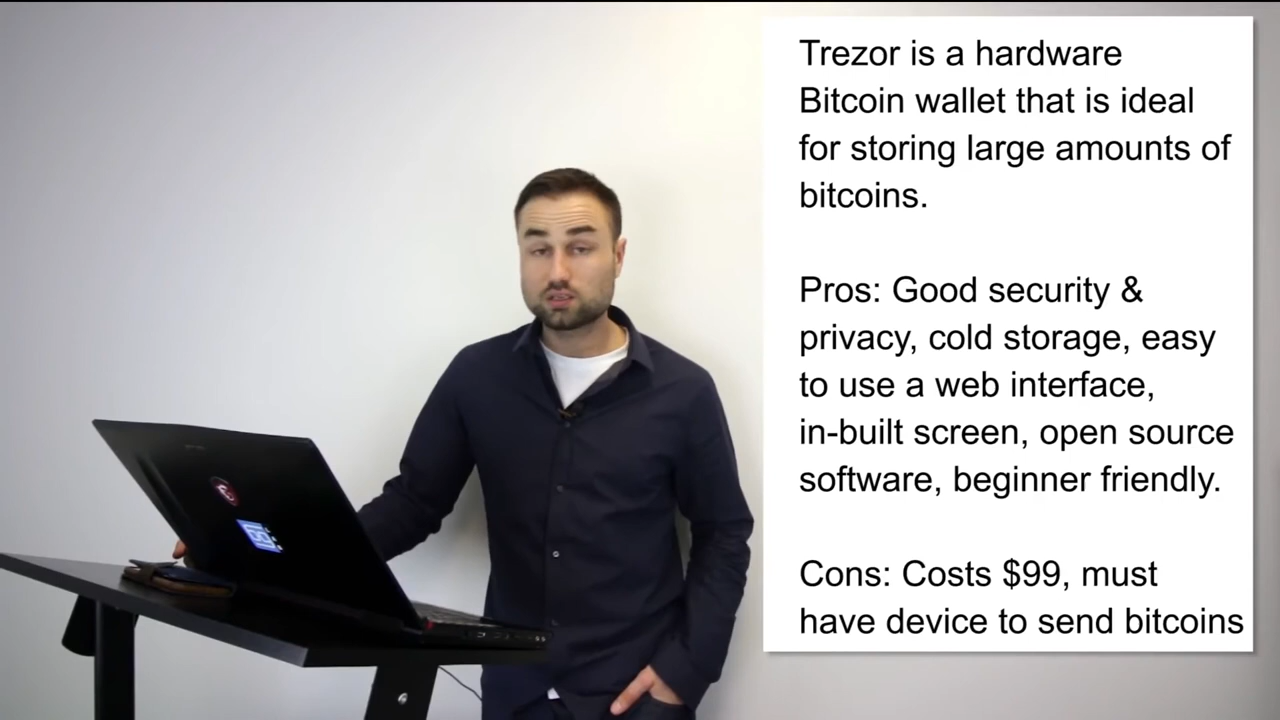 Trezor is a hardware
Bitcoin wallet that is ideal
for storing large amounts of
bitcoins.
Pros: Good security &
privacy, cold storage, easy
to use a web interface,
in-built screen, open source
software, beginner friendly.
Cons: Costs $99, must
have device to send bitcoins